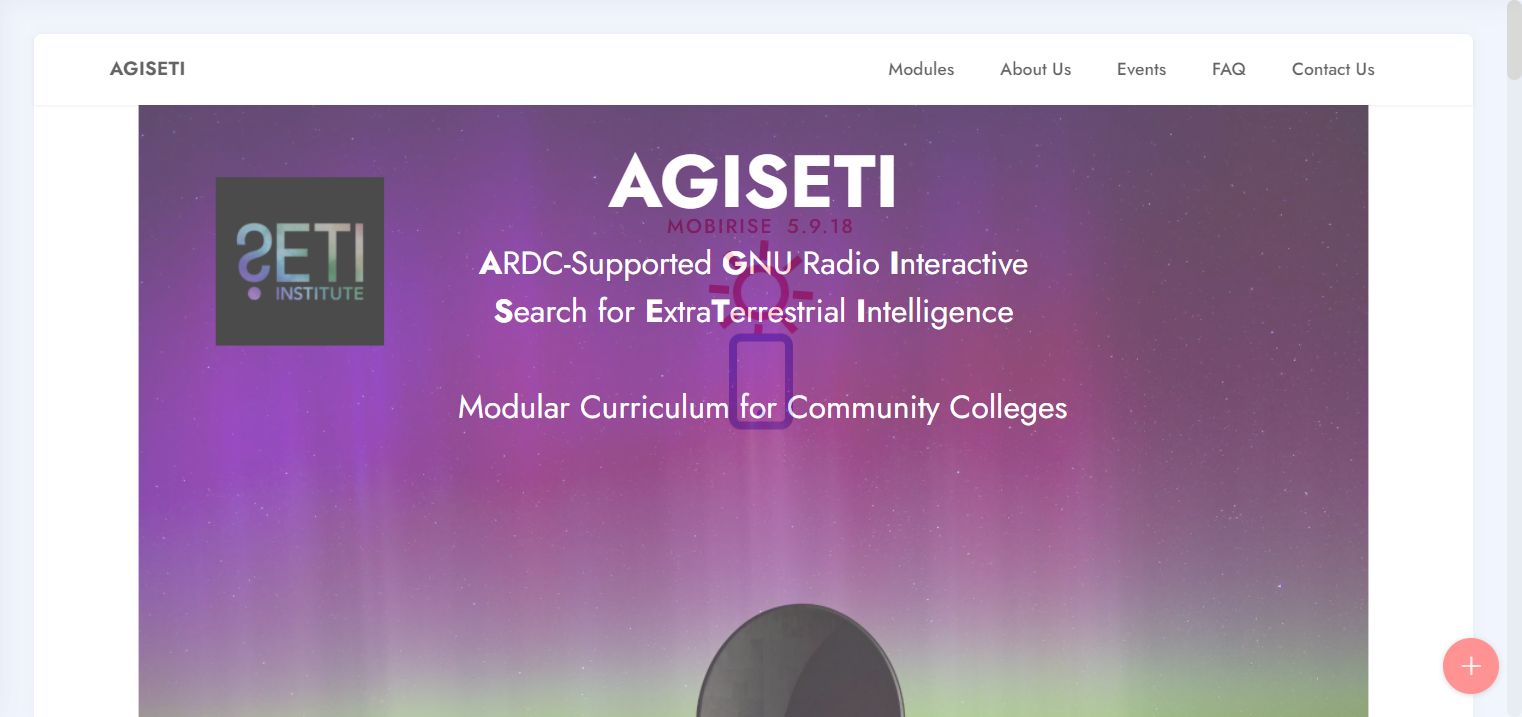 AGISETI
Modules
About Us
Events
FAQ
Contact Us
AGISETI
MOBIRISE 5.9.18
SETI
INSTITUTE
ARDC-Supported GNU Radio Interactive
Search for ExtraTerrestrial Intelligence
Modular Curriculum for Community Colleges